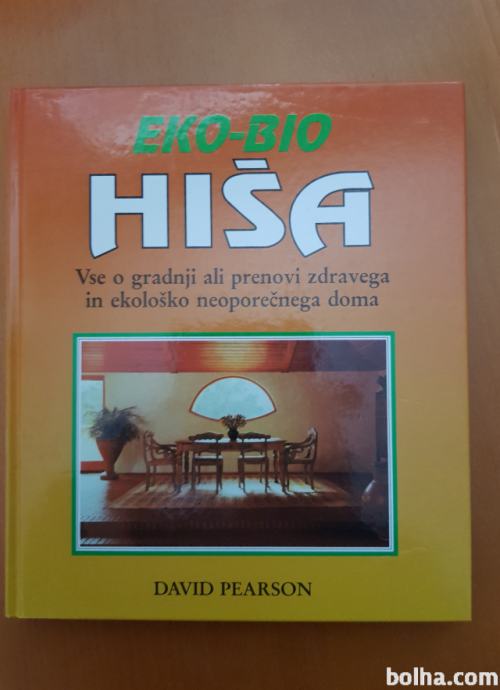 EKO-BIO
HIŠA
Vse o gradnji ali prenovi zdravega
in ekološko neoporečnega doma
DAVID PEARSON
bolha.com